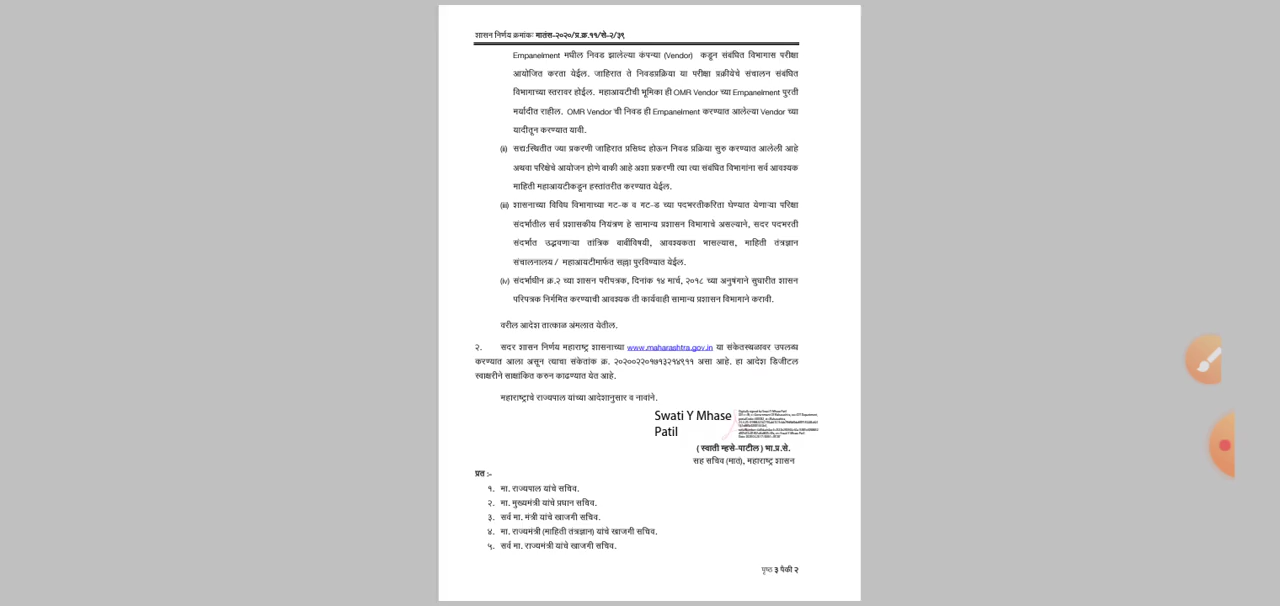 शासन निर्णय क्रमांकः मातंस-२०२०/प्र.क्र.११/से-२/३९
Empanelment मधील निवड झालेल्या कंपन्या (Vendor) कडून संबंधित विभागास परीक्षा
आयोजित करता येईल. जाहिरात ते निवडप्रक्रिया या परीक्षा प्रक्रीयेचे संचालन संबंधित
विभागाच्या स्तरावर होईल. महाआयटीची भूमिका ही OMR Vendor च्या Empanelment पुरती
मर्यादीत राहील. OMR Vendor ची निवड ही Empanelment करण्यात आलेल्या Vendor च्या
यादीतून करण्यात यावी.
(ii) सद्य:स्थितीत ज्या प्रकरणी जाहिरात प्रसिध्द होऊन निवड प्रक्रिया सुरु करण्यात आलेली आहे
अथवा परिक्षेचे आयोजन होणे बाकी आहे अशा प्रकरणी त्या त्या संबंधित विभागांना सर्व आवश्यक
माहिती महाआयटीकडून हस्तांतरीत करण्यात येईल.
(iii) शासनाच्या विविध विभागाच्या गट-क व गट-ड च्या पदभरतीकरिता घेण्यात येणाऱ्या परिक्षा
संदर्भातील सर्व प्रशासकीय नियंत्रण हे सामान्य प्रशासन विभागाचे असल्याने, सदर पदभरती
संदर्भात उद्भवणाऱ्या तांत्रिक बाबींविषयी, आवश्यकता भासल्यास, माहिती तंत्रज्ञान
संचालनालय / महाआयटीमार्फत सल्ला पुरविण्यात येईल.
(iv) संदर्भाधीन क्र.२ च्या शासन परीपत्रक, दिनांक १४ मार्च, २०१८ च्या अनुषंगाने सुधारीत शासन
परिपत्रक निर्गमित करण्याची आवश्यक ती कार्यवाही सामान्य प्रशासन विभागाने करावी.
वरील आदेश तात्काळ अंमलात येतील.
२. सदर शासन निर्णय महाराष्ट्र शासनाच्या www.maharashtra.gov.in या संकेतस्थळावर उपलब्ध
करण्यात आला असून त्याचा संकेतांक क्र. २०२००२२०१७१३२१४९११ असा आहे. हा आदेश डिजीटल
स्वाक्षरीने साक्षांकित करुन काढण्यात येत आहे.
महाराष्ट्राचे राज्यपाल यांच्या आदेशानुसार व नावांने.
Swati Y Mhase
Patil
( स्वाती म्हसे-पाटील ) भा.प्र.से.
सह सचिव (मातं), महाराष्ट्र शासन
प्रत :-
१. मा. राज्यपाल यांचे सचिव.
२. मा. मुख्यमंत्री यांचे प्रधान सचिव.
३. सर्व मा. मंत्री यांचे खाजगी सचिव.
४. मा. राज्यमंत्री (माहिती तंत्रज्ञान) यांचे खाजगी सचिव.
५. सर्व मा. राज्यमंत्री यांचे खाजगी सचिव.
पृष्ठ ३ पैकी २